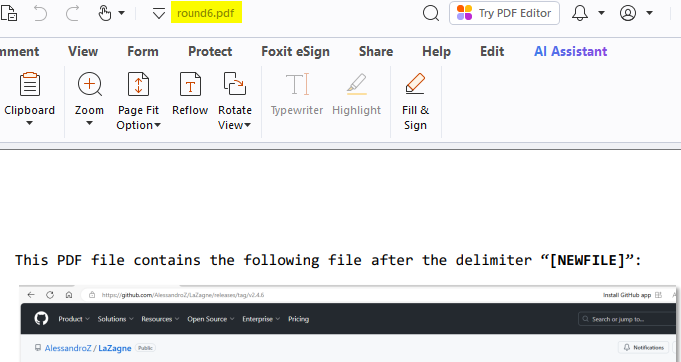 round6.pdf
Try PDF Editor
mment View Form Protect Foxit eSign Share Help Edit AI Assistant
Clipboard Zoom Page Fit Option Reflow Rotate View Typewriter Highlight Fill & Sign
This PDF file contains the following file after the delimiter “[NEWFILE]”:
https://github.com/AlessandroZ/LaZagne/releases/tag/v2.4.6 Install GitHub app
Product Solutions Resources Open Source Enterprise Pricing Search or jump to...
AlessandroZ / LaZagne Public Notifications